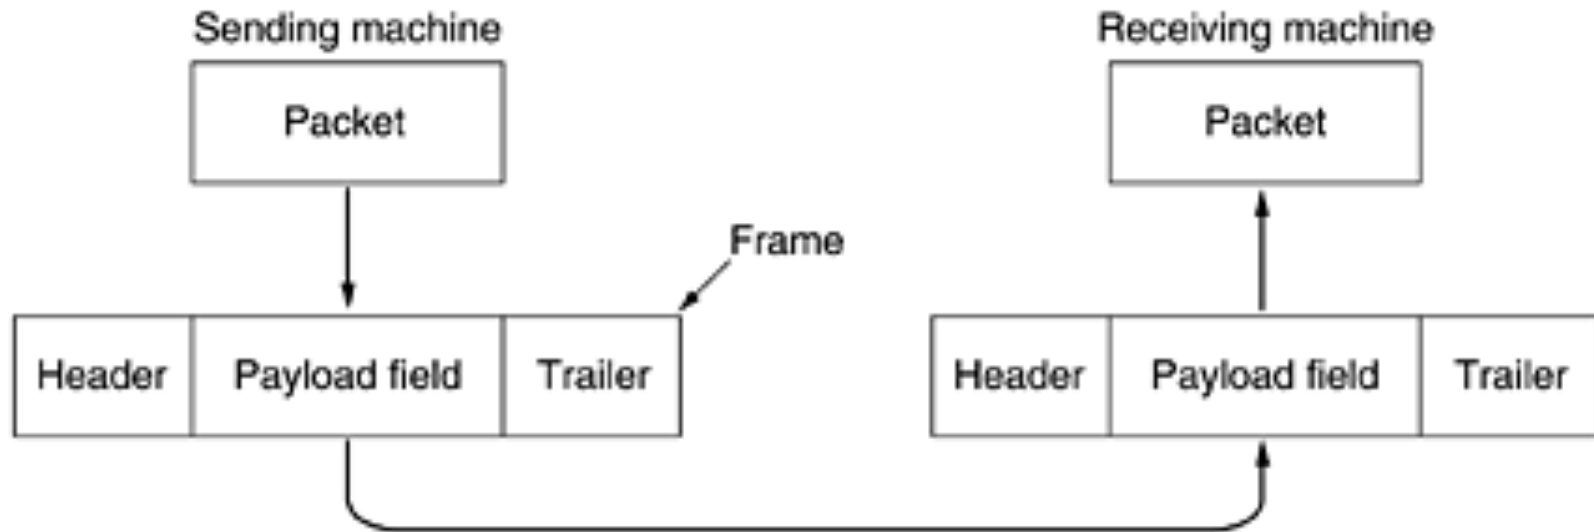 Sending machine
Receiving machine
Packet
Packet
Frame
Header
Payload field
Trailer
Header
Payload field
Trailer